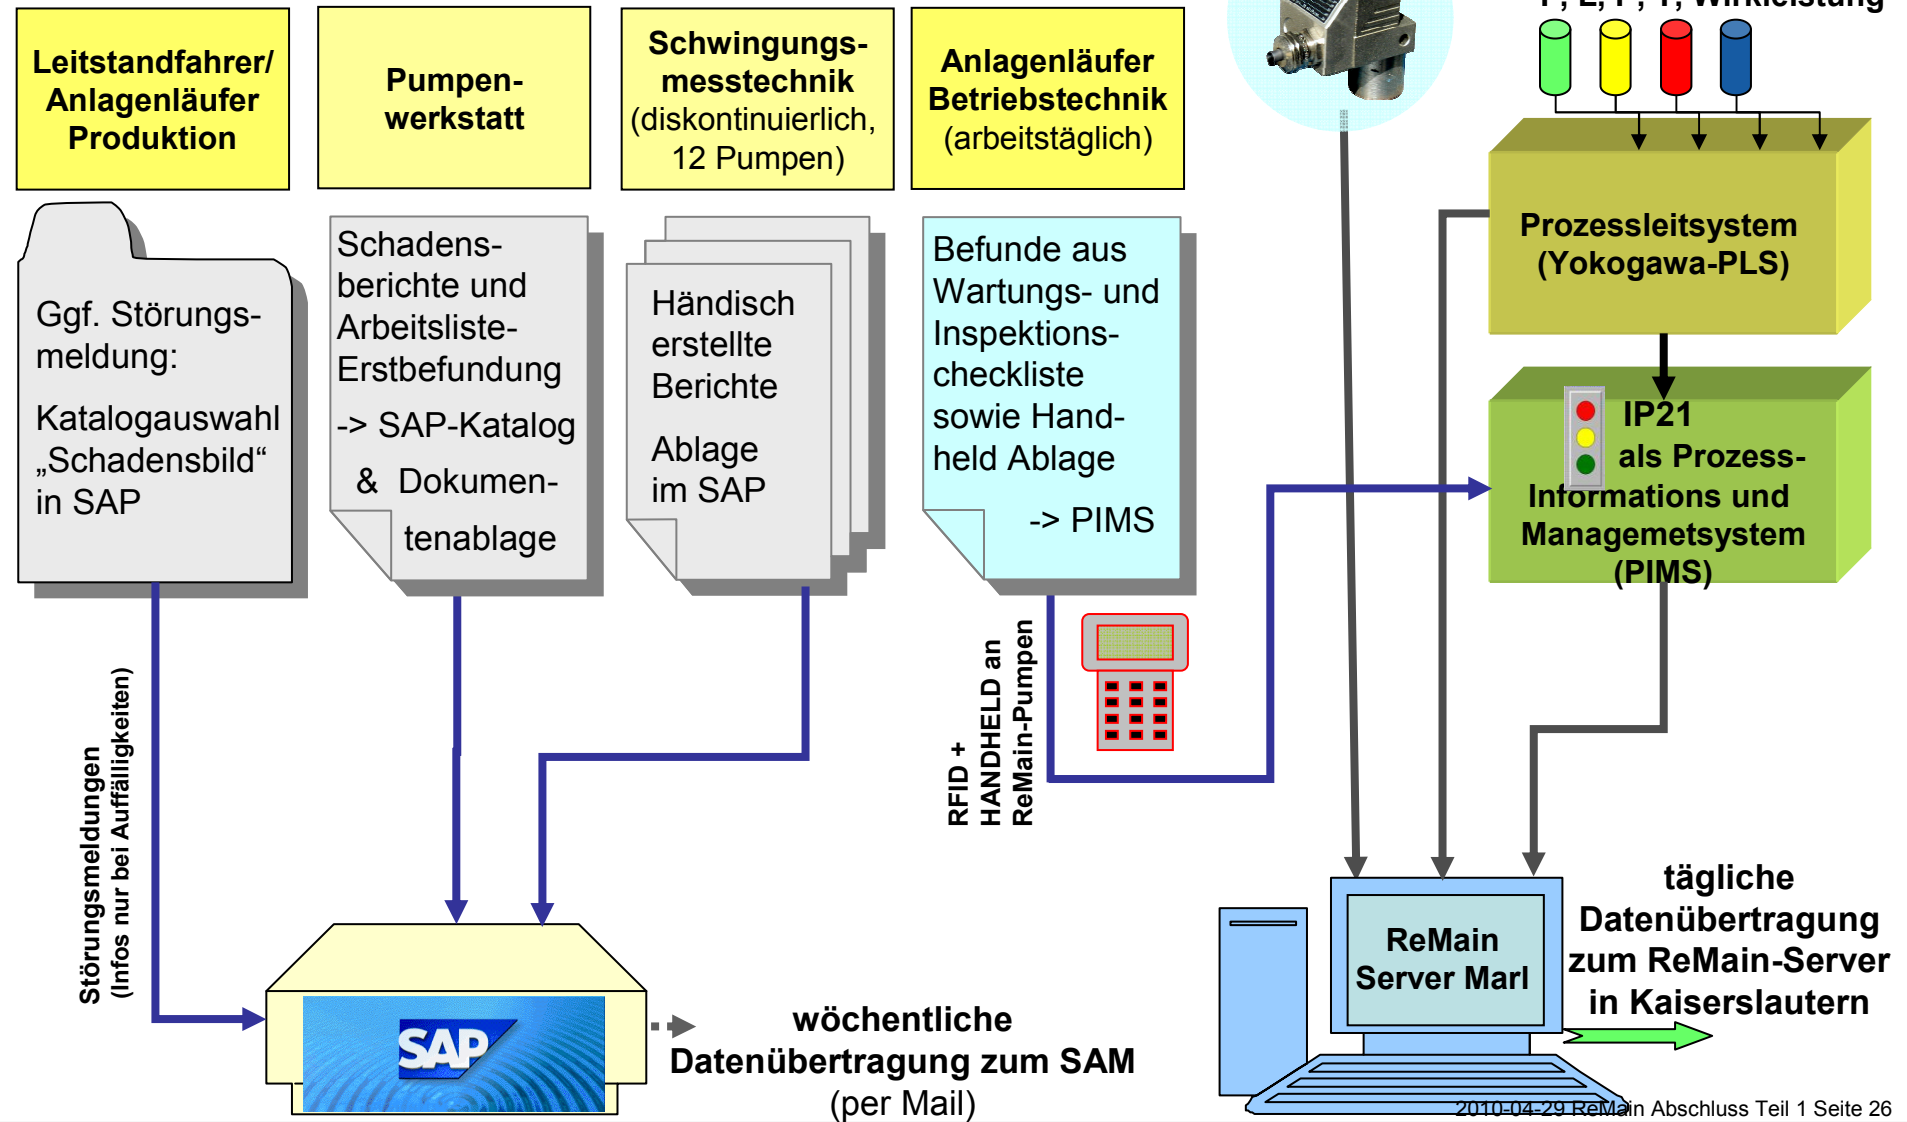 Leitstandfahrer/
Anlagenläufer
Produktion
Pumpen-
werkstatt
Schwingungs-
messtechnik
(diskontinuierlich,
12 Pumpen)
Anlagenläufer
Betriebstechnik
(arbeitstäglich)
Wirkleistung
Ggf. Störungs-
meldung:
Katalogauswahl
„Schadensbild“
in SAP
Schadens-
berichte und
Arbeitsliste-
Erstbefundung
-> SAP-Katalog
& Dokumen-
tenablage
Händisch
erstellte
Berichte
Ablage
im SAP
Befunde aus
Wartungs- und
Inspektions-
checkliste
sowie Hand-
held Ablage
-> PIMS
Prozessleitsystem
(Yokogawa-PLS)
IP21
als Prozess-
Informations und
Managemetsystem
(PIMS)
Störungsmeldungen
(Infos nur bei Auffälligkeiten)
RFID +
HANDHELD an
ReMain-Pumpen
SAP
wöchentliche
Datenübertragung zum SAM
(per Mail)
ReMain
Server Marl
tägliche
Datenübertragung
zum ReMain-Server
in Kaiserslautern
2010-04-29 ReMain Abschluss Teil 1 Seite 26